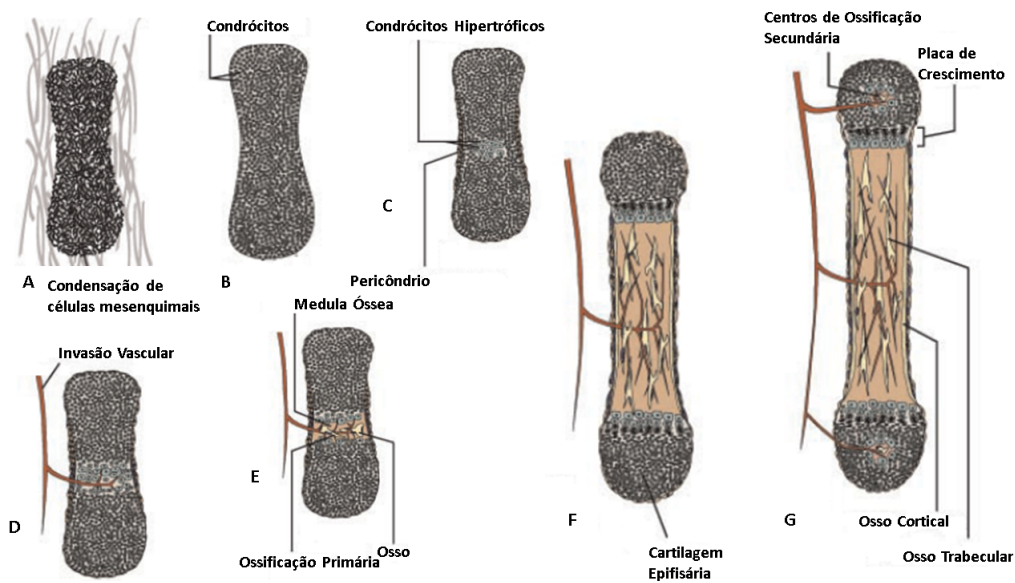 Condrócitos
Condrócitos Hipertróficos
Centros de Ossificação
Secundária
Placa de
Crescimento
A
Condensação de
células mesenquimais
B
C
Pericôndrio
Medula Óssea
Invasão Vascular
D
E
Ossificação Primária
Osso
F
Cartilagem
Epifisária
G
Osso Cortical
Osso Trabecular